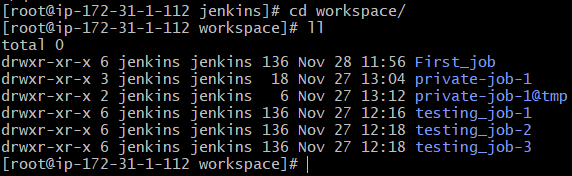 [root@ip-172-31-1-112 jenkins]# cd workspace/
[root@ip-172-31-1-112 workspace]# ll
total 0
drwxr-xr-x 6 jenkins jenkins 136 Nov 28 11:56 First_job
drwxr-xr-x 3 jenkins jenkins  18 Nov 27 13:04 private-job-1
drwxr-xr-x 2 jenkins jenkins   6 Nov 27 13:12 private-job-1@tmp
drwxr-xr-x 6 jenkins jenkins 136 Nov 27 12:16 testing_job-1
drwxr-xr-x 6 jenkins jenkins 136 Nov 27 12:18 testing_job-2
drwxr-xr-x 6 jenkins jenkins 136 Nov 27 12:18 testing_job-3
[root@ip-172-31-1-112 workspace]#